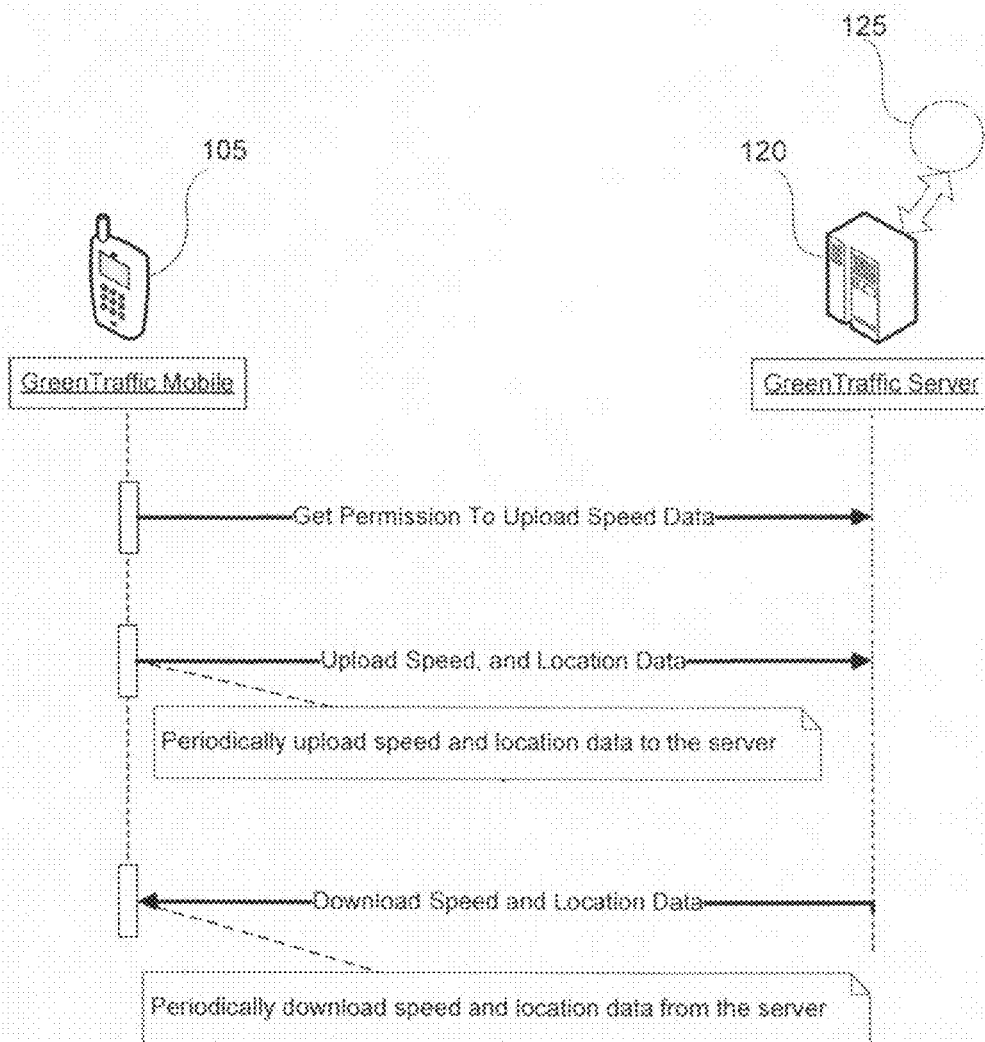 125
105
120
GreenTraffic Mobile
GreenTraffic Server
Get Permission To Upload Speed Data
Upload Speed, and Location Data
Periodically upload speed and location data to the server
Download Speed and Location Data
Periodically download speed and location data from the server